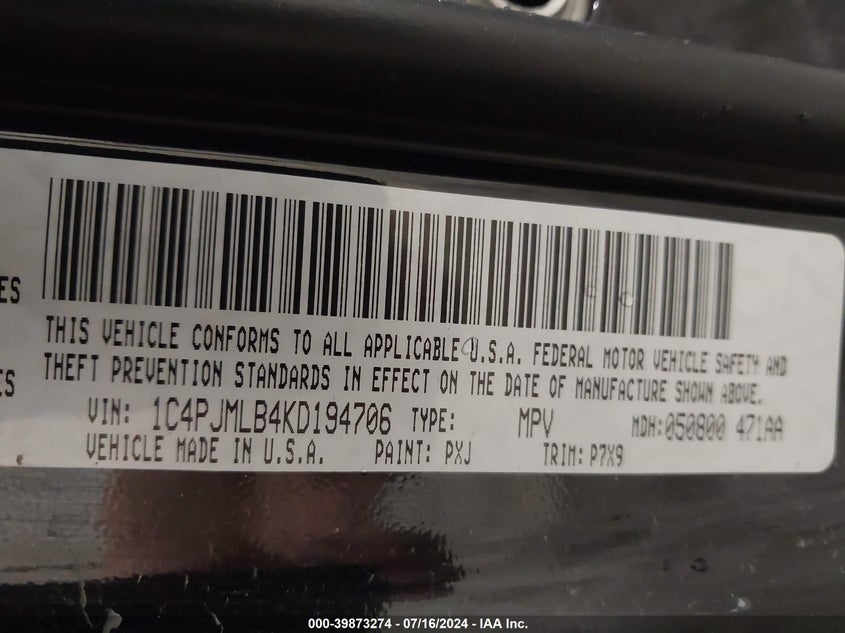 ES
ES
THIS VEHICLE CONFORMS TO ALL APPLICABLE U.S.A. FEDERAL MOTOR VEHICLE SAFETY AND
THEFT PREVENTION STANDARDS IN EFFECT ON THE DATE OF MANUFACTURE SHOWN ABOVE.
VIN: 1C4PJMLB4KD194706 TYPE: MPV MDH:050800 471AA
VEHICLE MADE IN U.S.A. PAINT: PXJ TRIM: P7X9
000-39873274 - 07/16/2024 - IAA Inc.